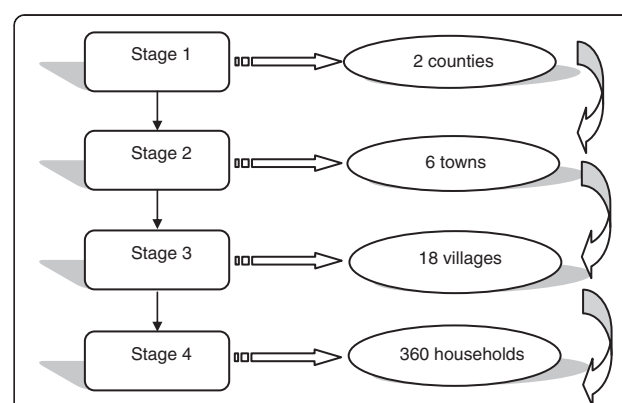 Stage 1
2 counties
Stage 2
6 towns
Stage 3
18 villages
Stage 4
360 households